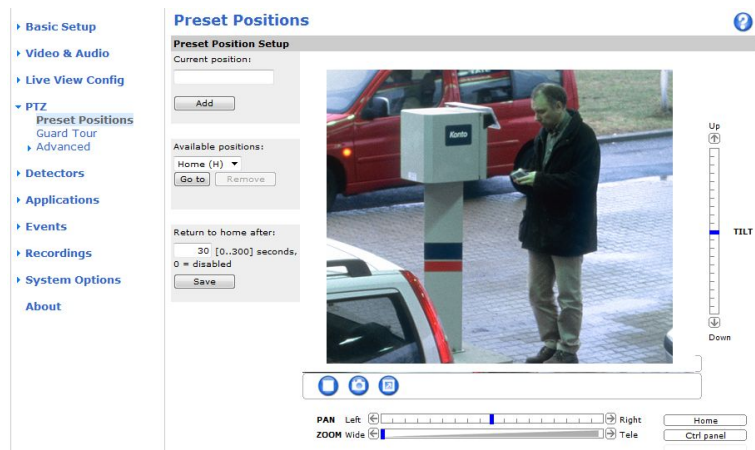 Basic Setup
Video & Audio
Live View Config
PTZ
Preset Positions
Guard Tour
Advanced
Detectors
Applications
Events
Recordings
System Options
About
Preset Positions
?
Preset Position Setup
Current position:
Add
Available positions:
Home (H)
Go to Remove
Return to home after:
30 [0..300] seconds,
0 = disabled
Save
Konto
Up
TILT
Down
PAN Left Right
ZOOM Wide Tele
Home
Ctrl panel